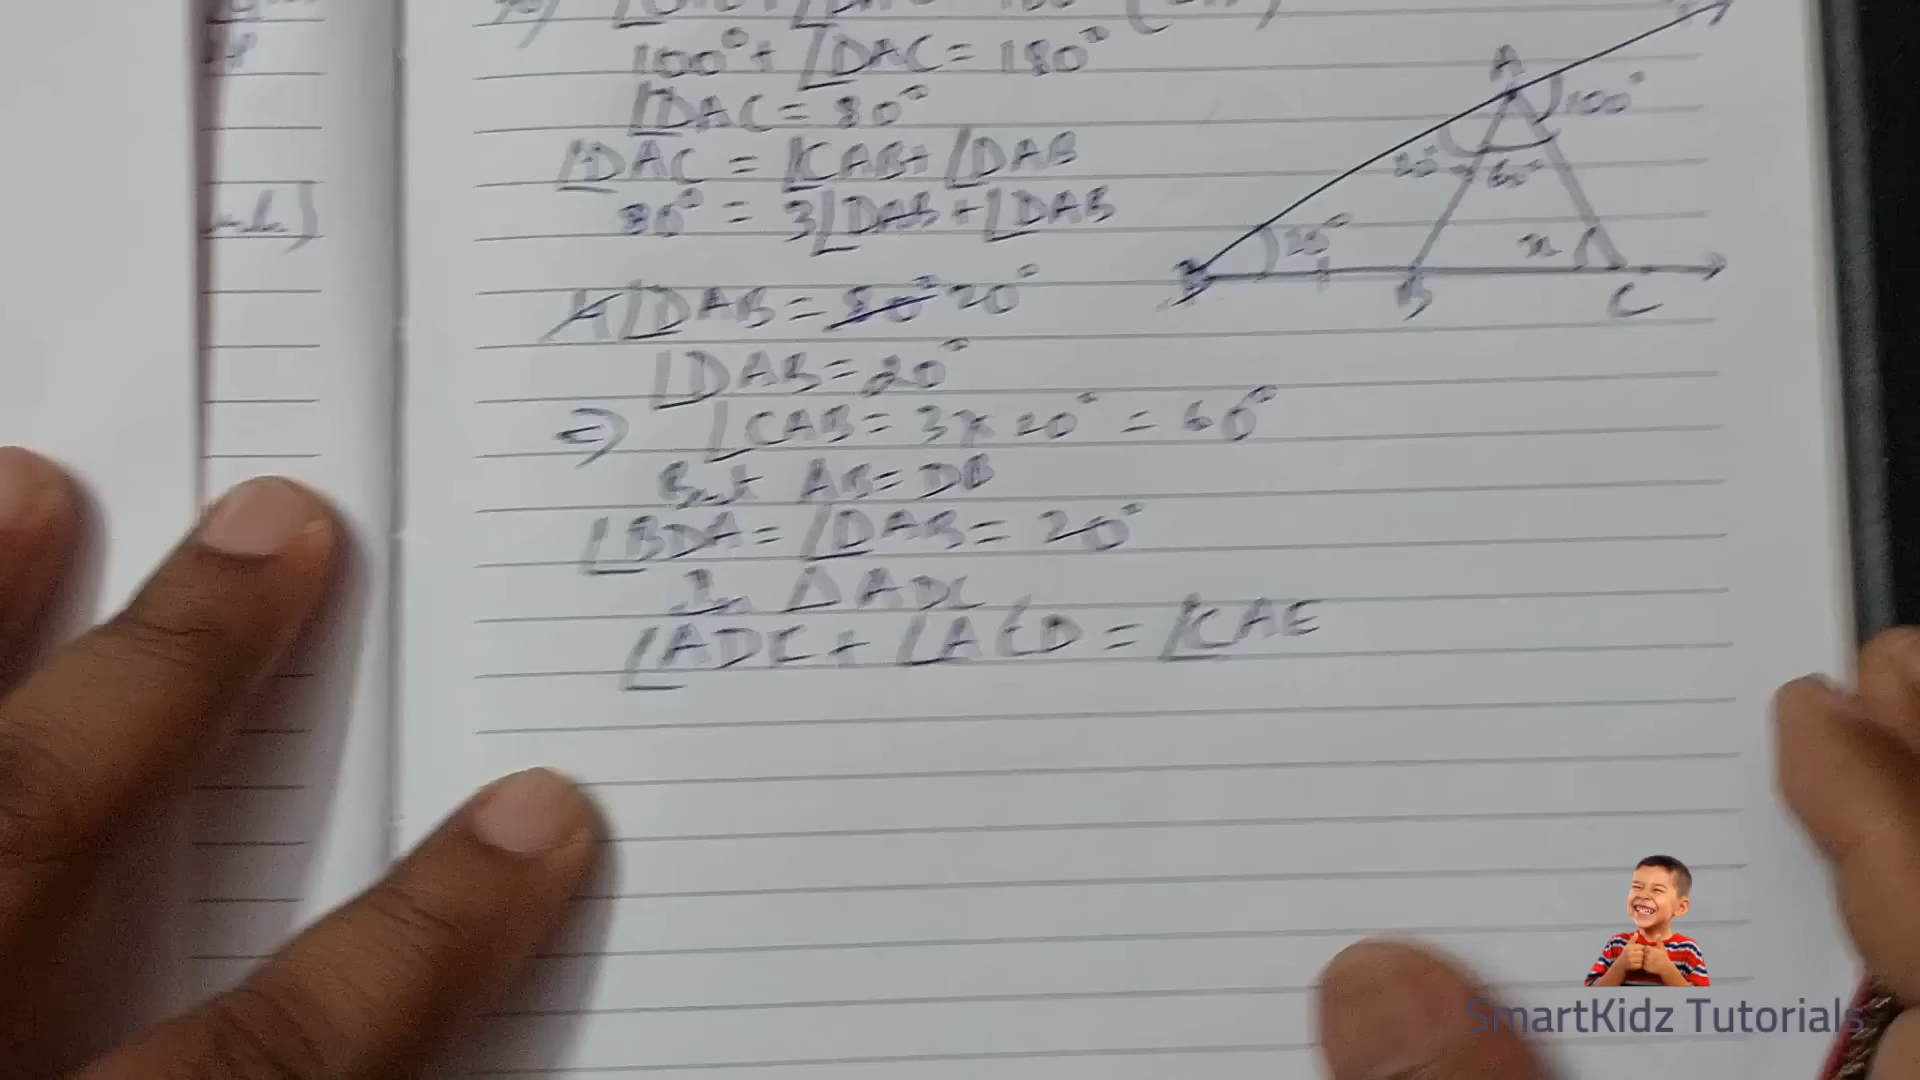 100° + ∠DAC = 180°
∠DAC = 80°
∠DAC = ∠CAB + ∠DAB
80° = 3∠DAB + ∠DAB
4∠DAB = 80° 20°
∠DAB = 20°
⇒ ∠CAB = 3 × 20° = 60°
But AB = DB
∠BDA = ∠DAB = 20°
In △ADC
∠ADC + ∠ACD = ∠CAE
A
100°
20° 60°
x
B
C
SmartKidz Tutorials